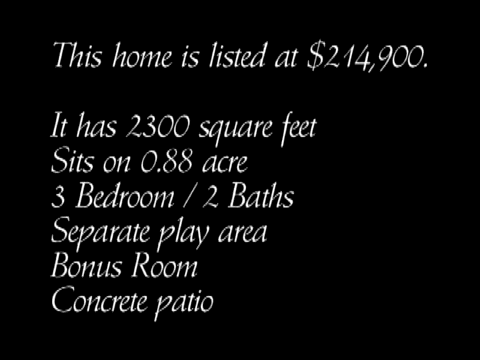 This home is listed at $214,900.
It has 2300 square feet
Sits on 0.88 acre
3 Bedroom / 2 Baths
Separate play area
Bonus Room
Concrete patio